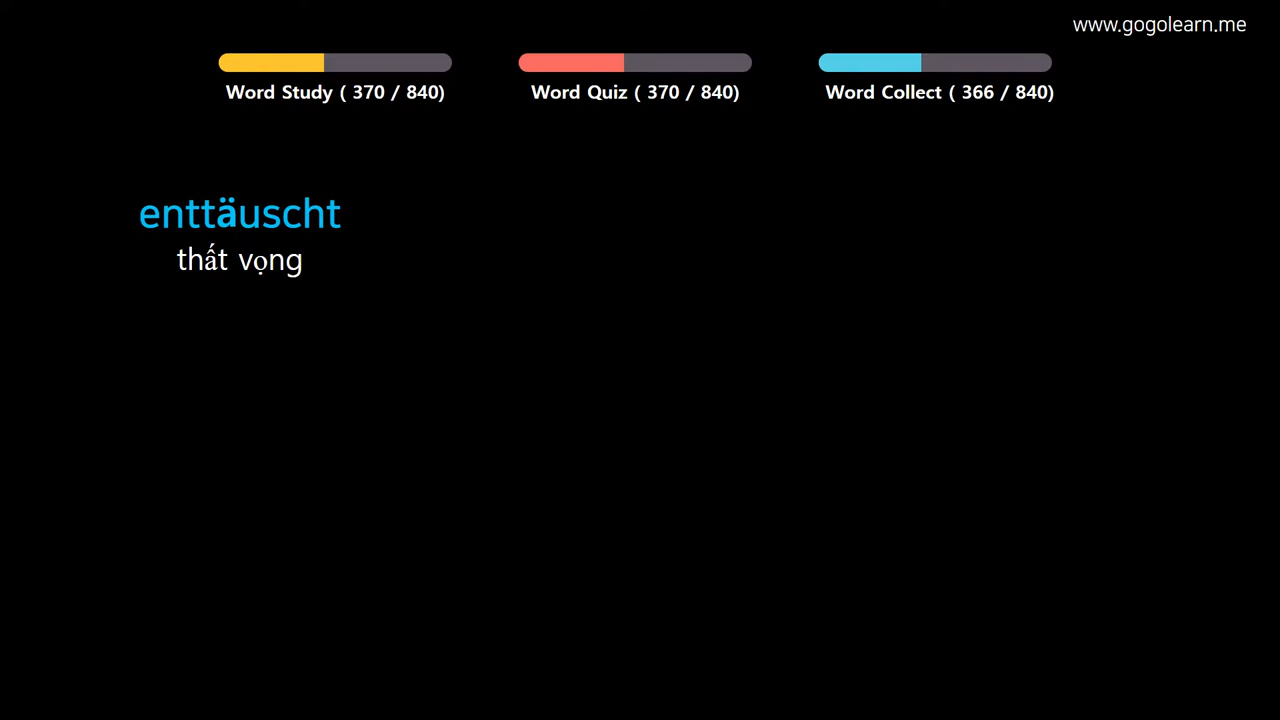 www.gogolearn.me
Word Study ( 370 / 840)
Word Quiz ( 370 / 840)
Word Collect ( 366 / 840)
enttäuscht
thất vọng